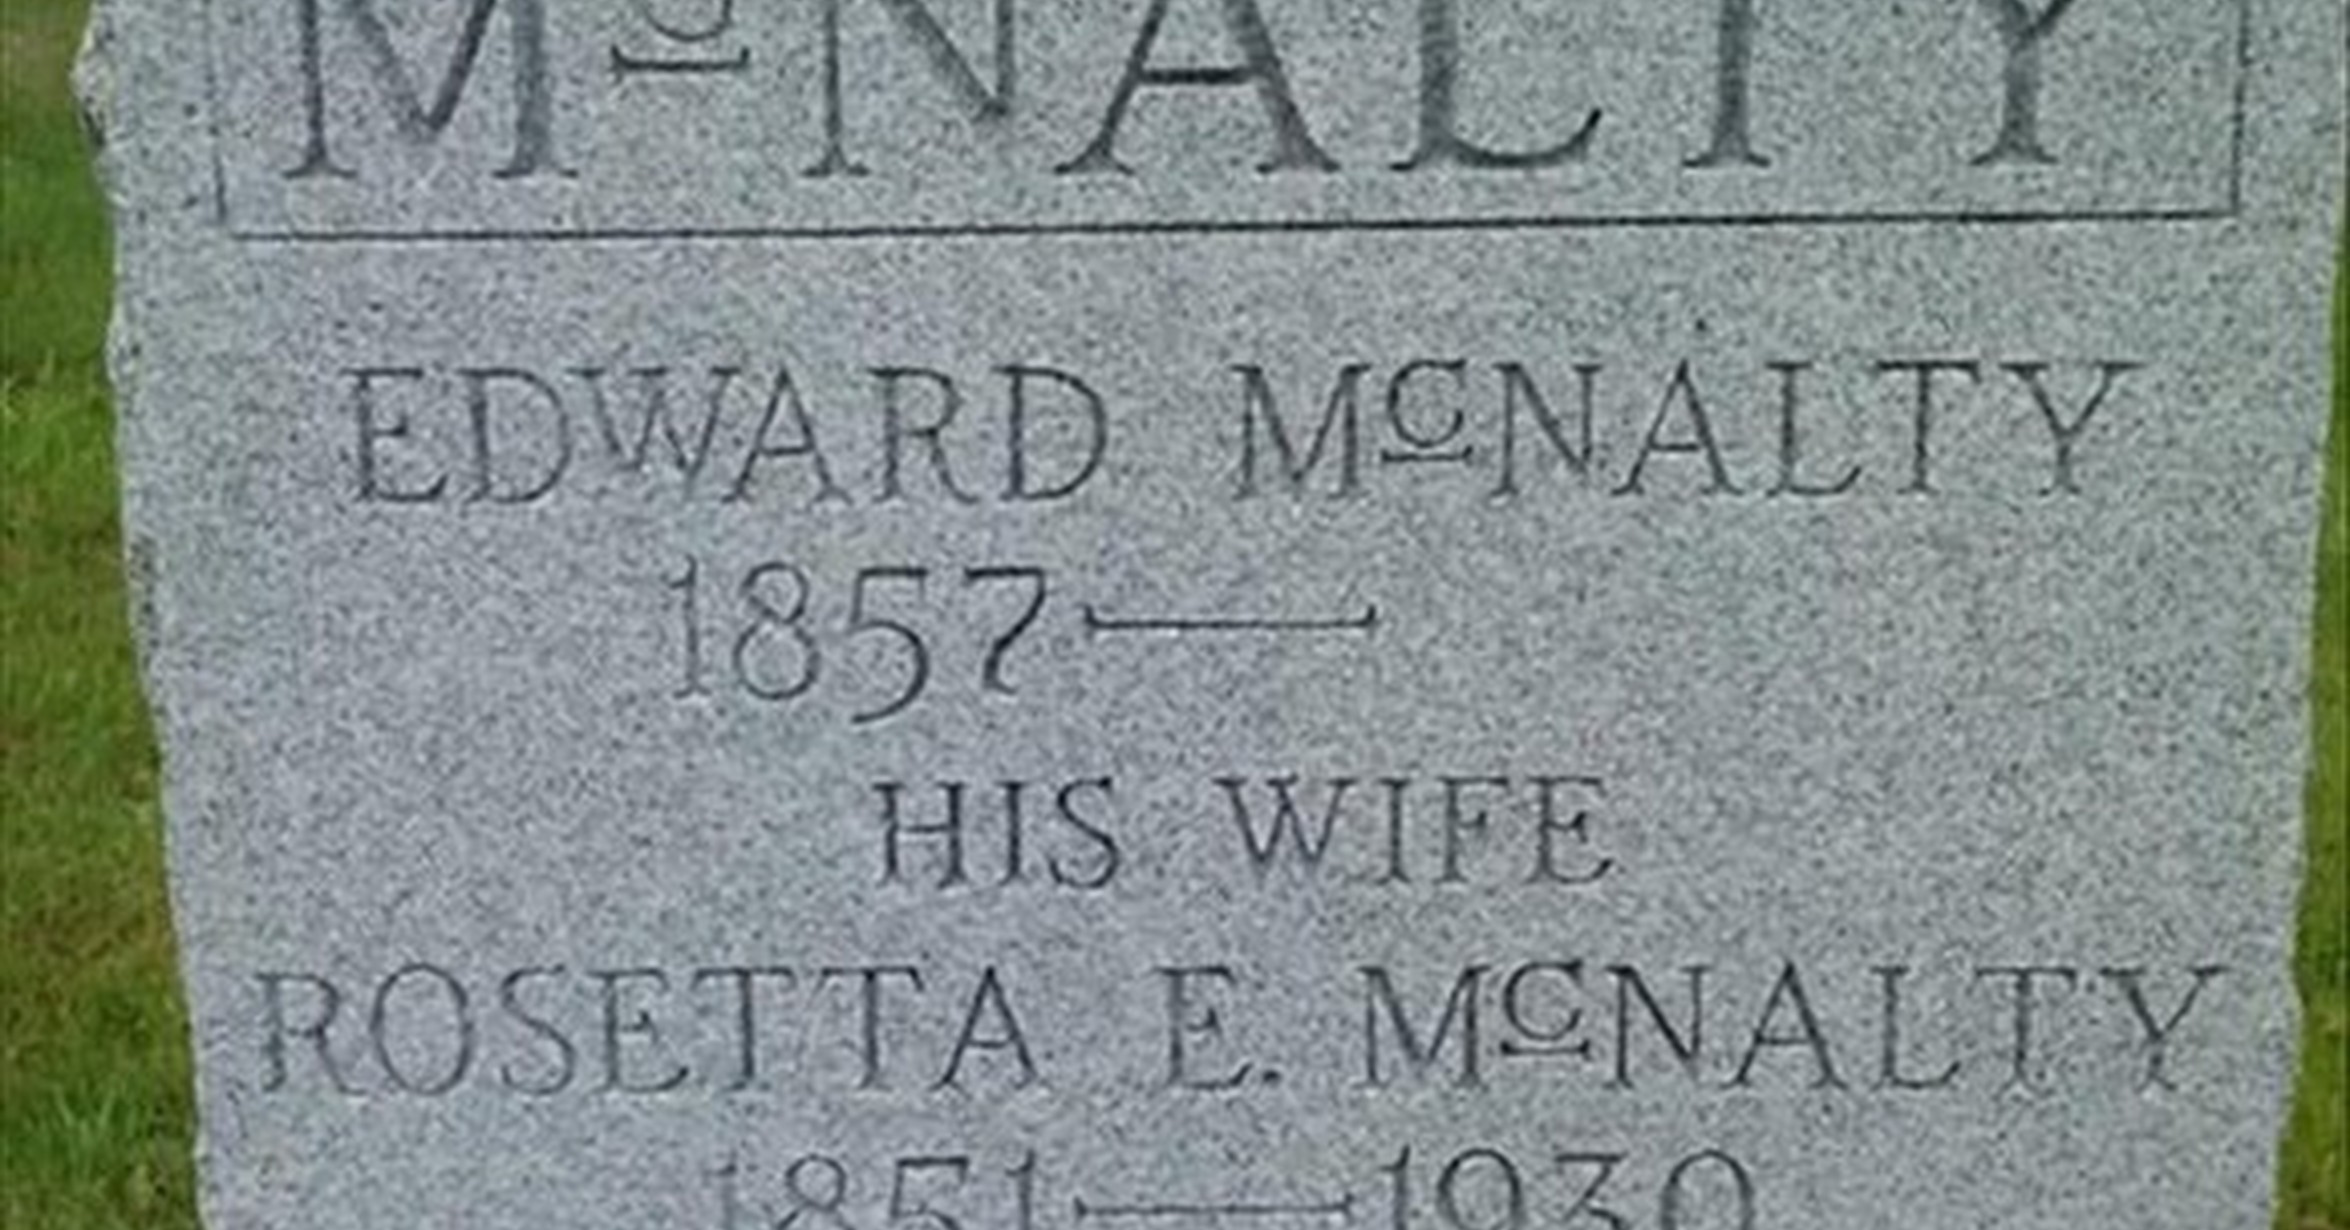 McNALTY
EDWARD McNALTY
1857—
HIS WIFE
ROSETTA E. McNALTY
1851—1930